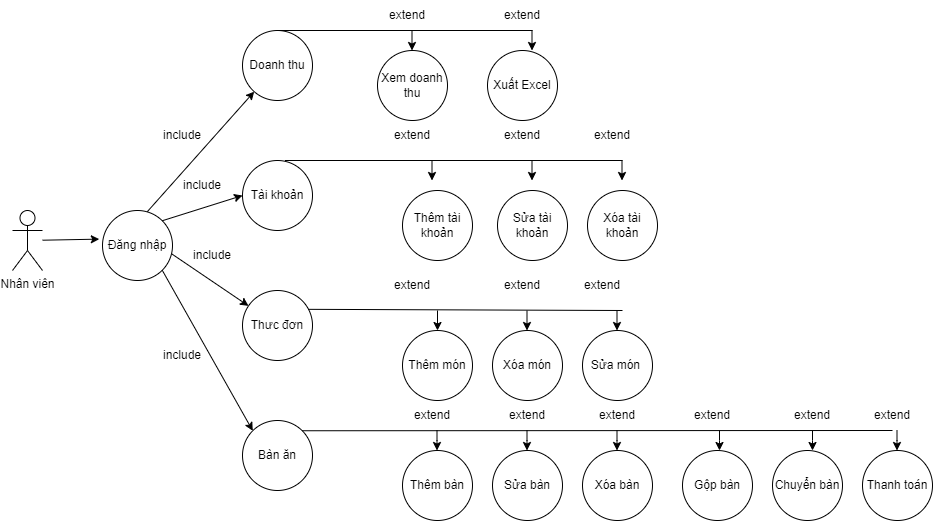 extend
extend
Doanh thu
Xem doanh
thu
Xuất Excel
include
extend
extend
extend
include
Tài khoản
Thêm tài
khoản
Sửa tài
khoản
Xóa tài
khoản
Đăng nhập
Nhân viên
include
extend
extend
extend
Thực đơn
Thêm món
Xóa món
Sửa món
include
extend
extend
extend
extend
extend
extend
Bàn ăn
Thêm bàn
Sửa bàn
Xóa bàn
Gộp bàn
Chuyển bàn
Thanh toán